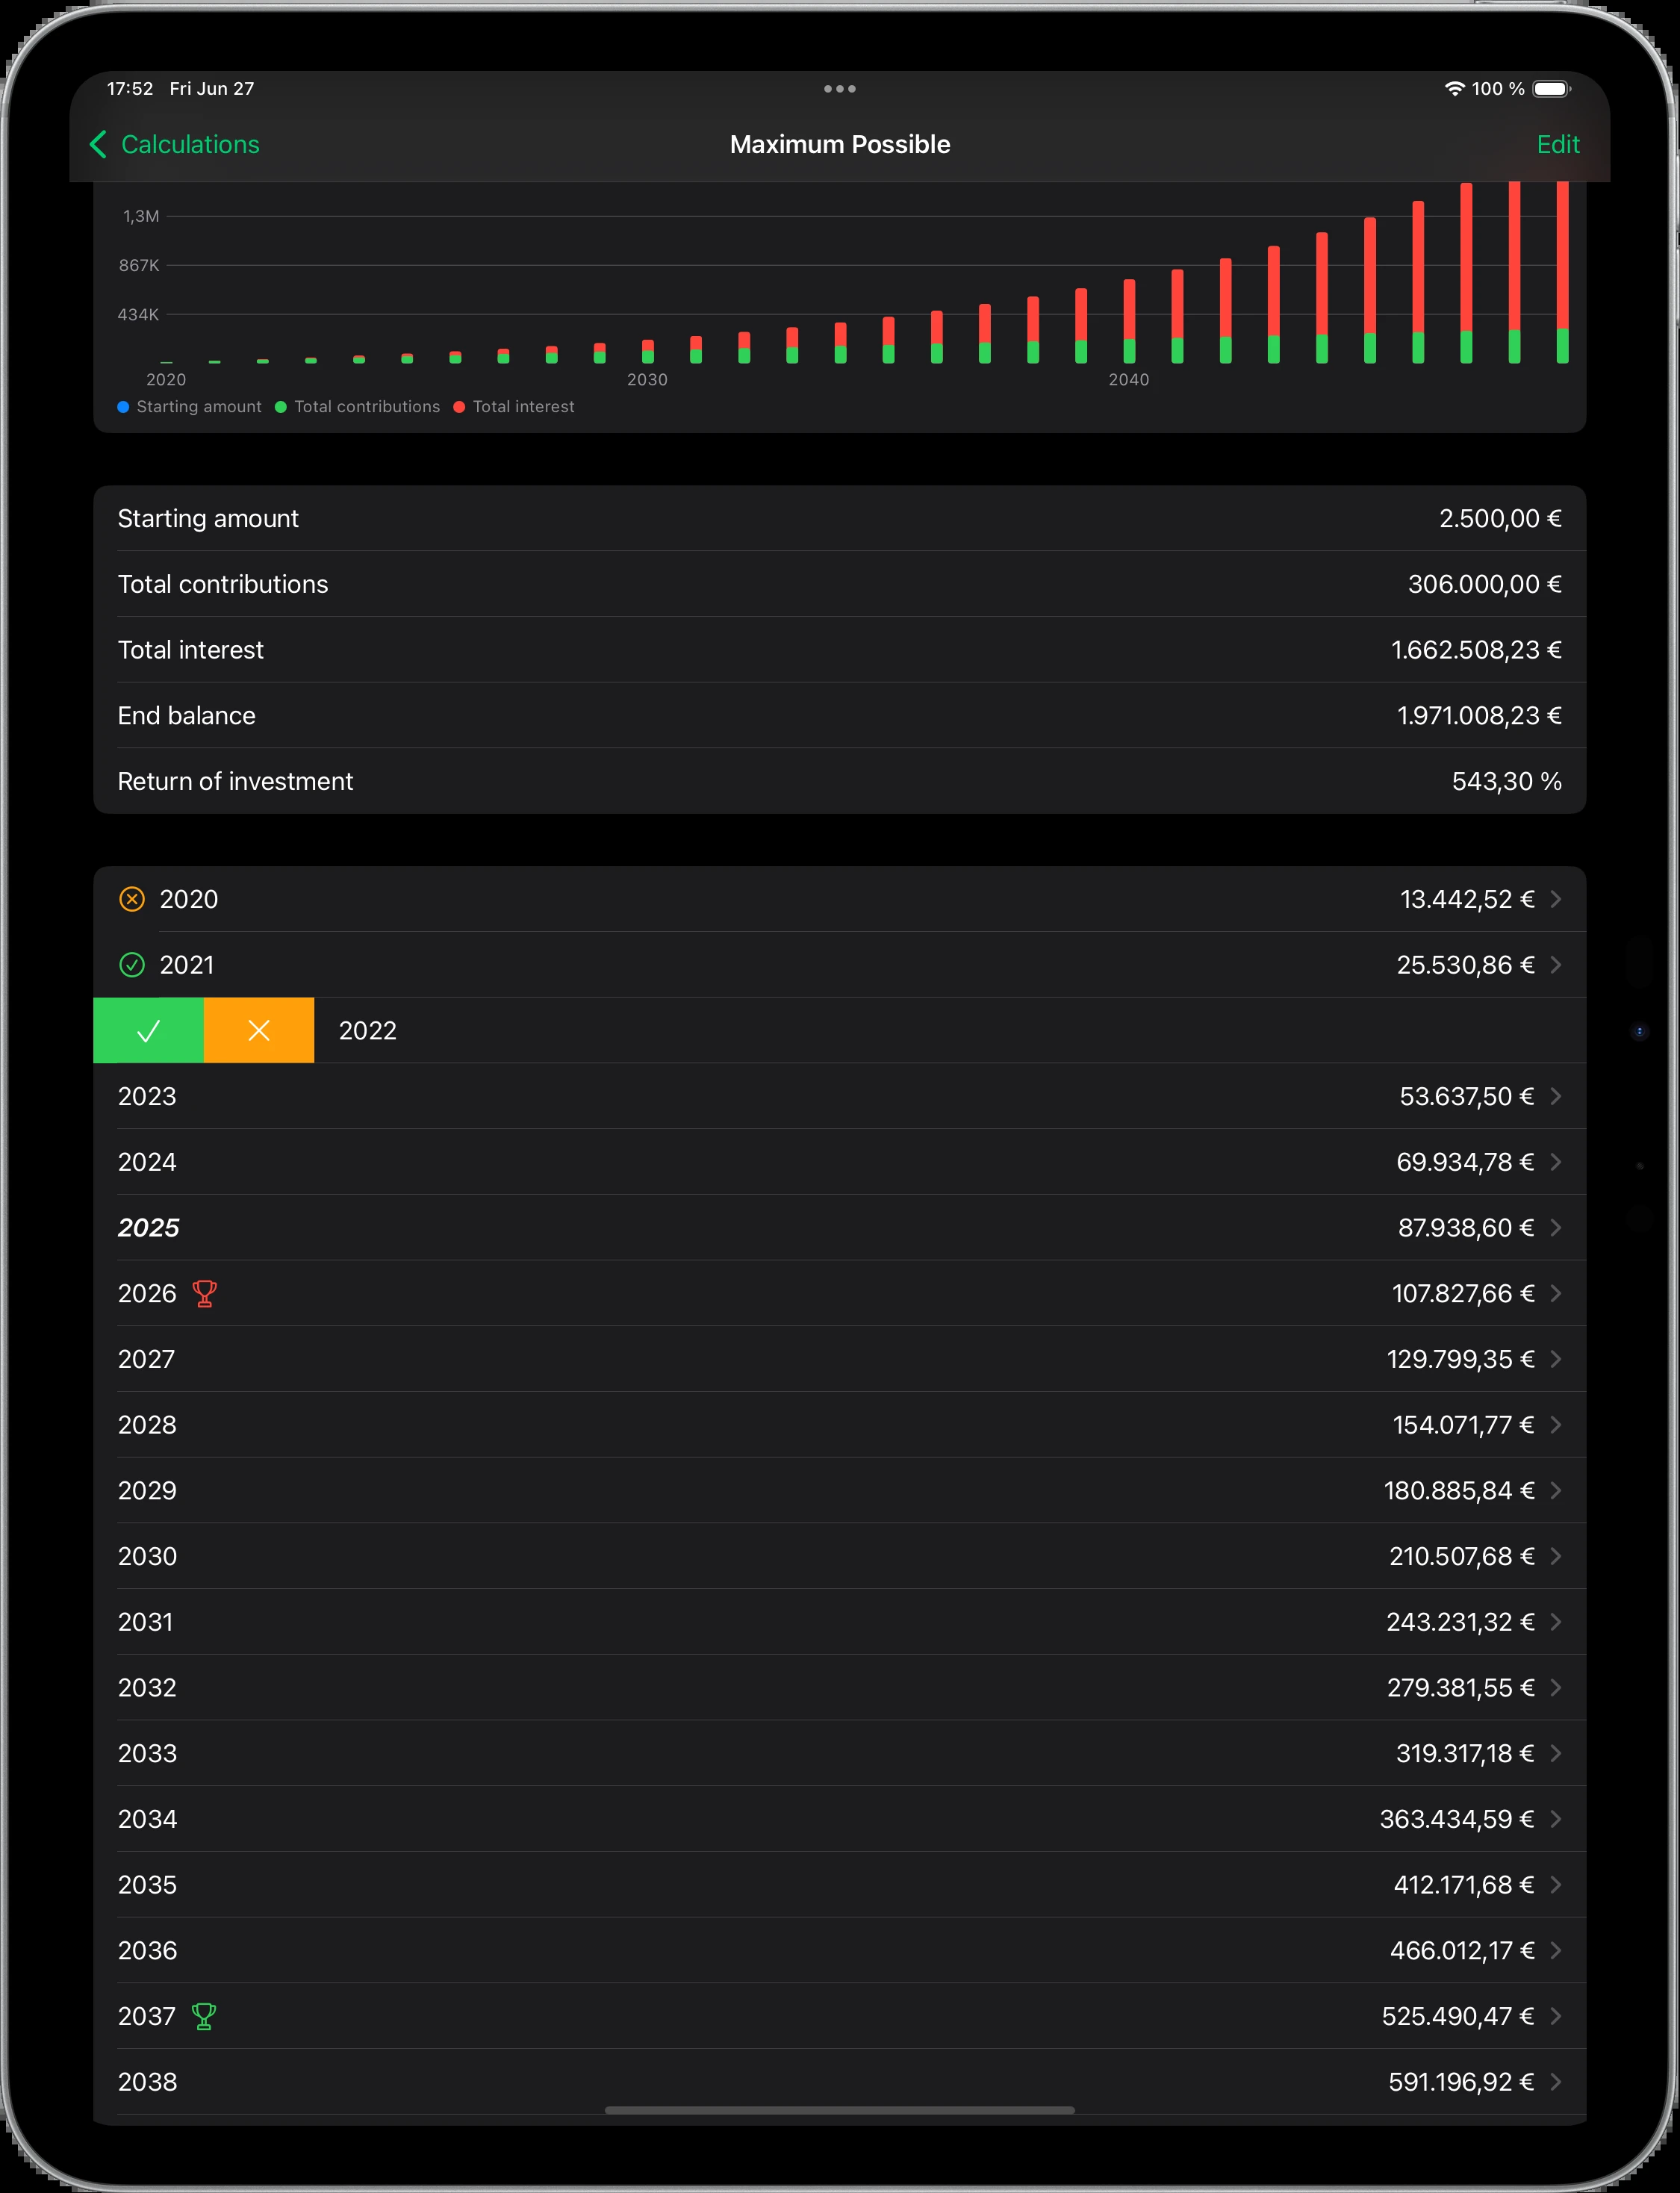 17:52 Fri Jun 27
100 %
Calculations
Maximum Possible
Edit
1,3M
867K
434K
2020 2030 2040
Starting amount Total contributions Total interest
Starting amount 2.500,00 €
Total contributions 306.000,00 €
Total interest 1.662.508,23 €
End balance 1.971.008,23 €
Return of investment 543,30 %
2020 13.442,52 €
2021 25.530,86 €
2022
2023 53.637,50 €
2024 69.934,78 €
2025 87.938,60 €
2026 107.827,66 €
2027 129.799,35 €
2028 154.071,77 €
2029 180.885,84 €
2030 210.507,68 €
2031 243.231,32 €
2032 279.381,55 €
2033 319.317,18 €
2034 363.434,59 €
2035 412.171,68 €
2036 466.012,17 €
2037 525.490,47 €
2038 591.196,92 €